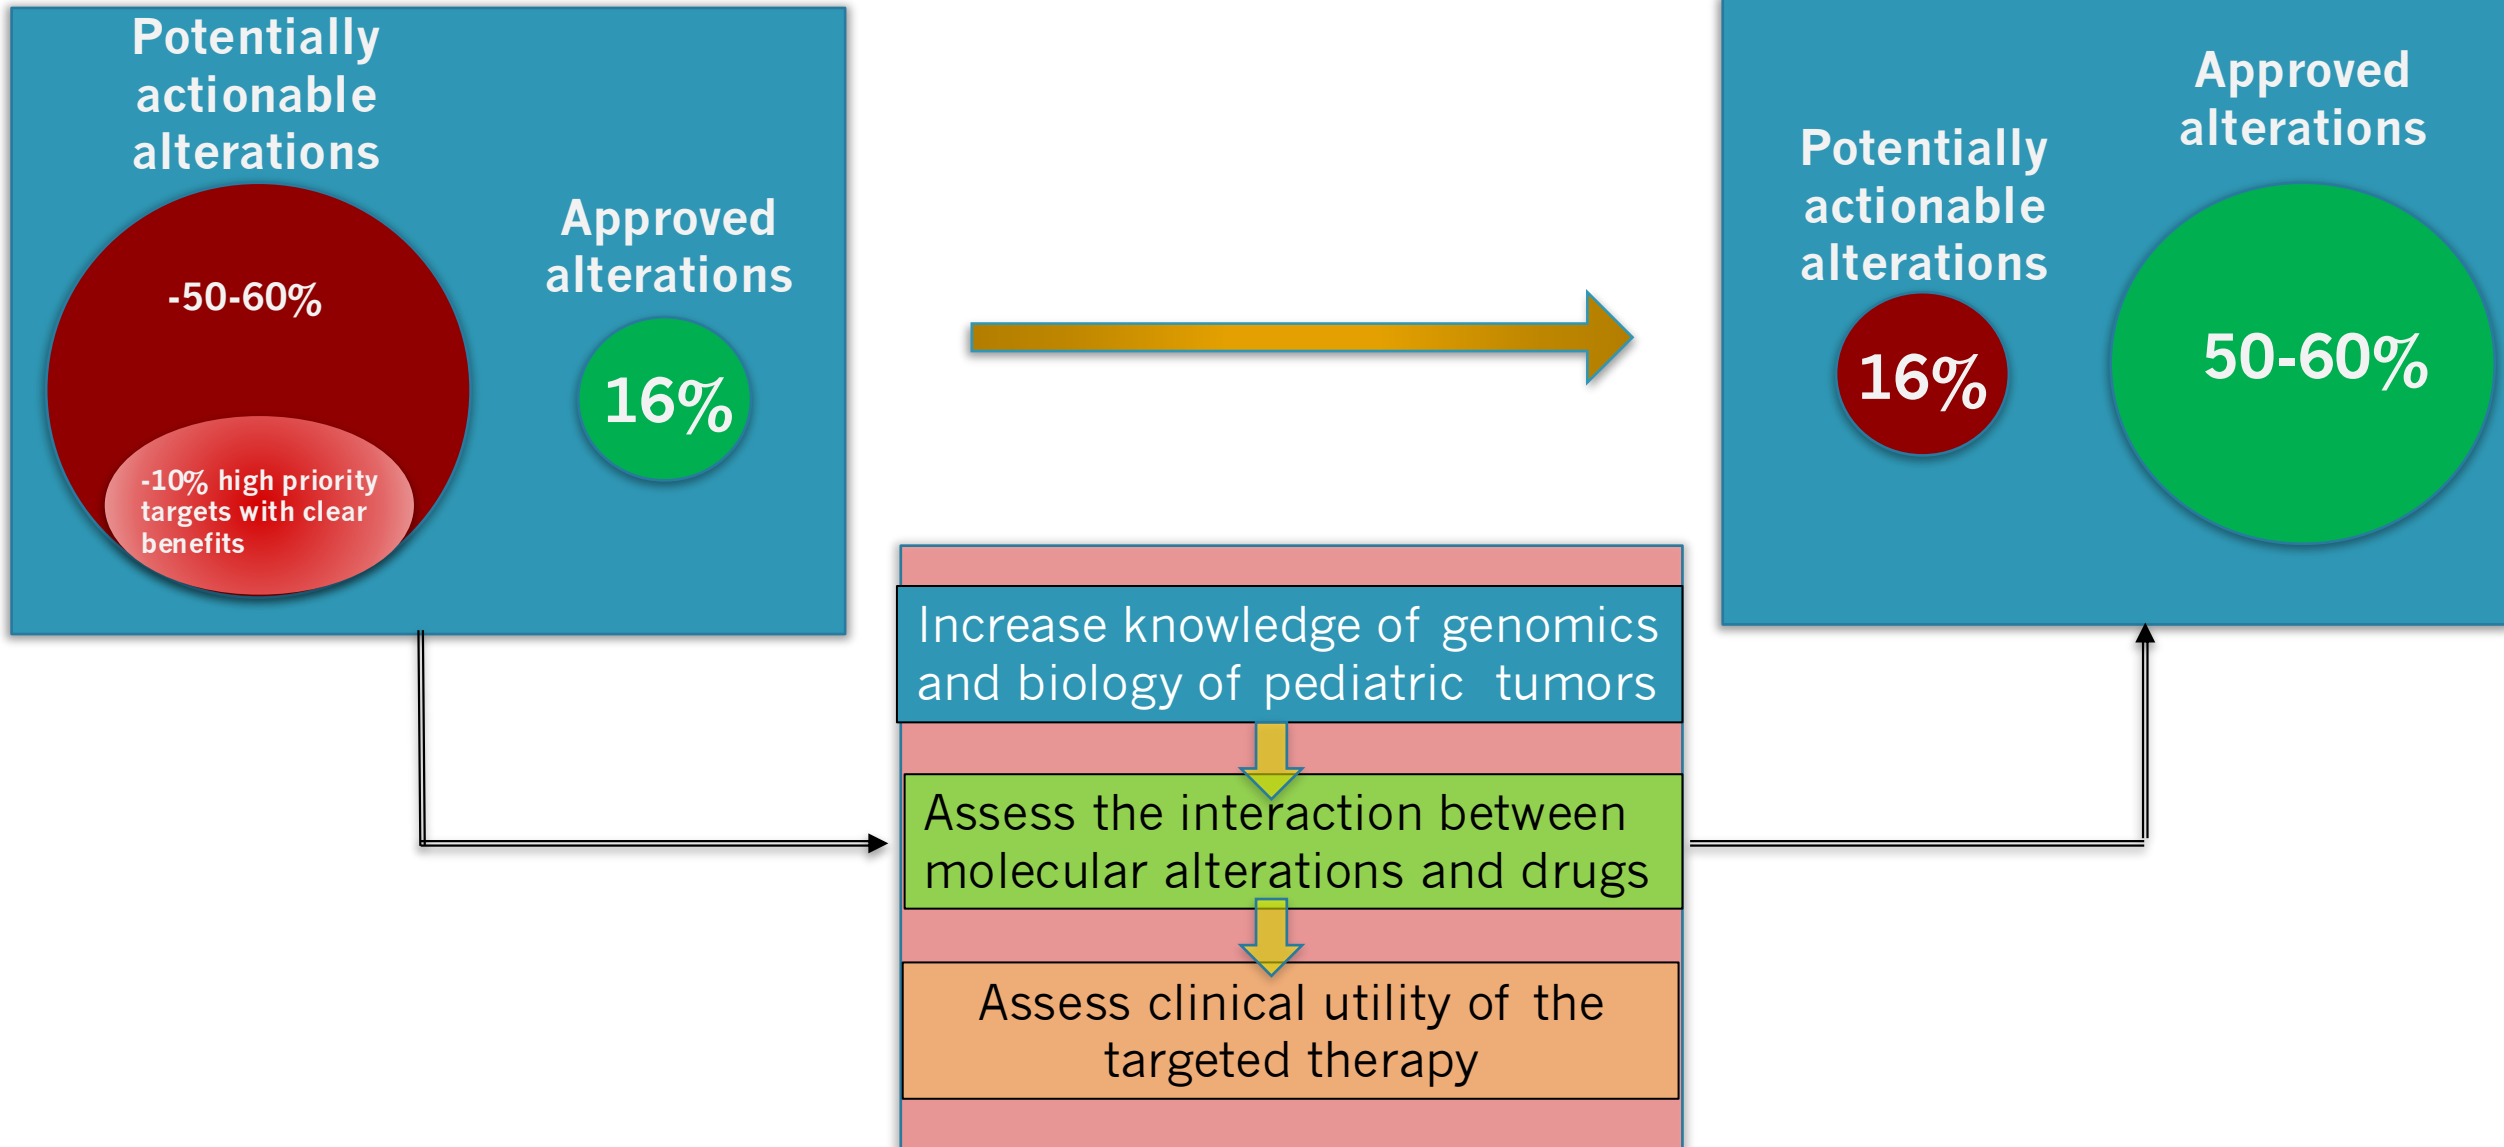 Potentially
actionable
alterations
-50-60%
-10% high priority
targets with clear
benefits
Approved
alterations
16%
Potentially
actionable
alterations
16%
Approved
alterations
50-60%
Increase knowledge of genomics
and biology of pediatric tumors
Assess the interaction between
molecular alterations and drugs
Assess clinical utility of the
targeted therapy